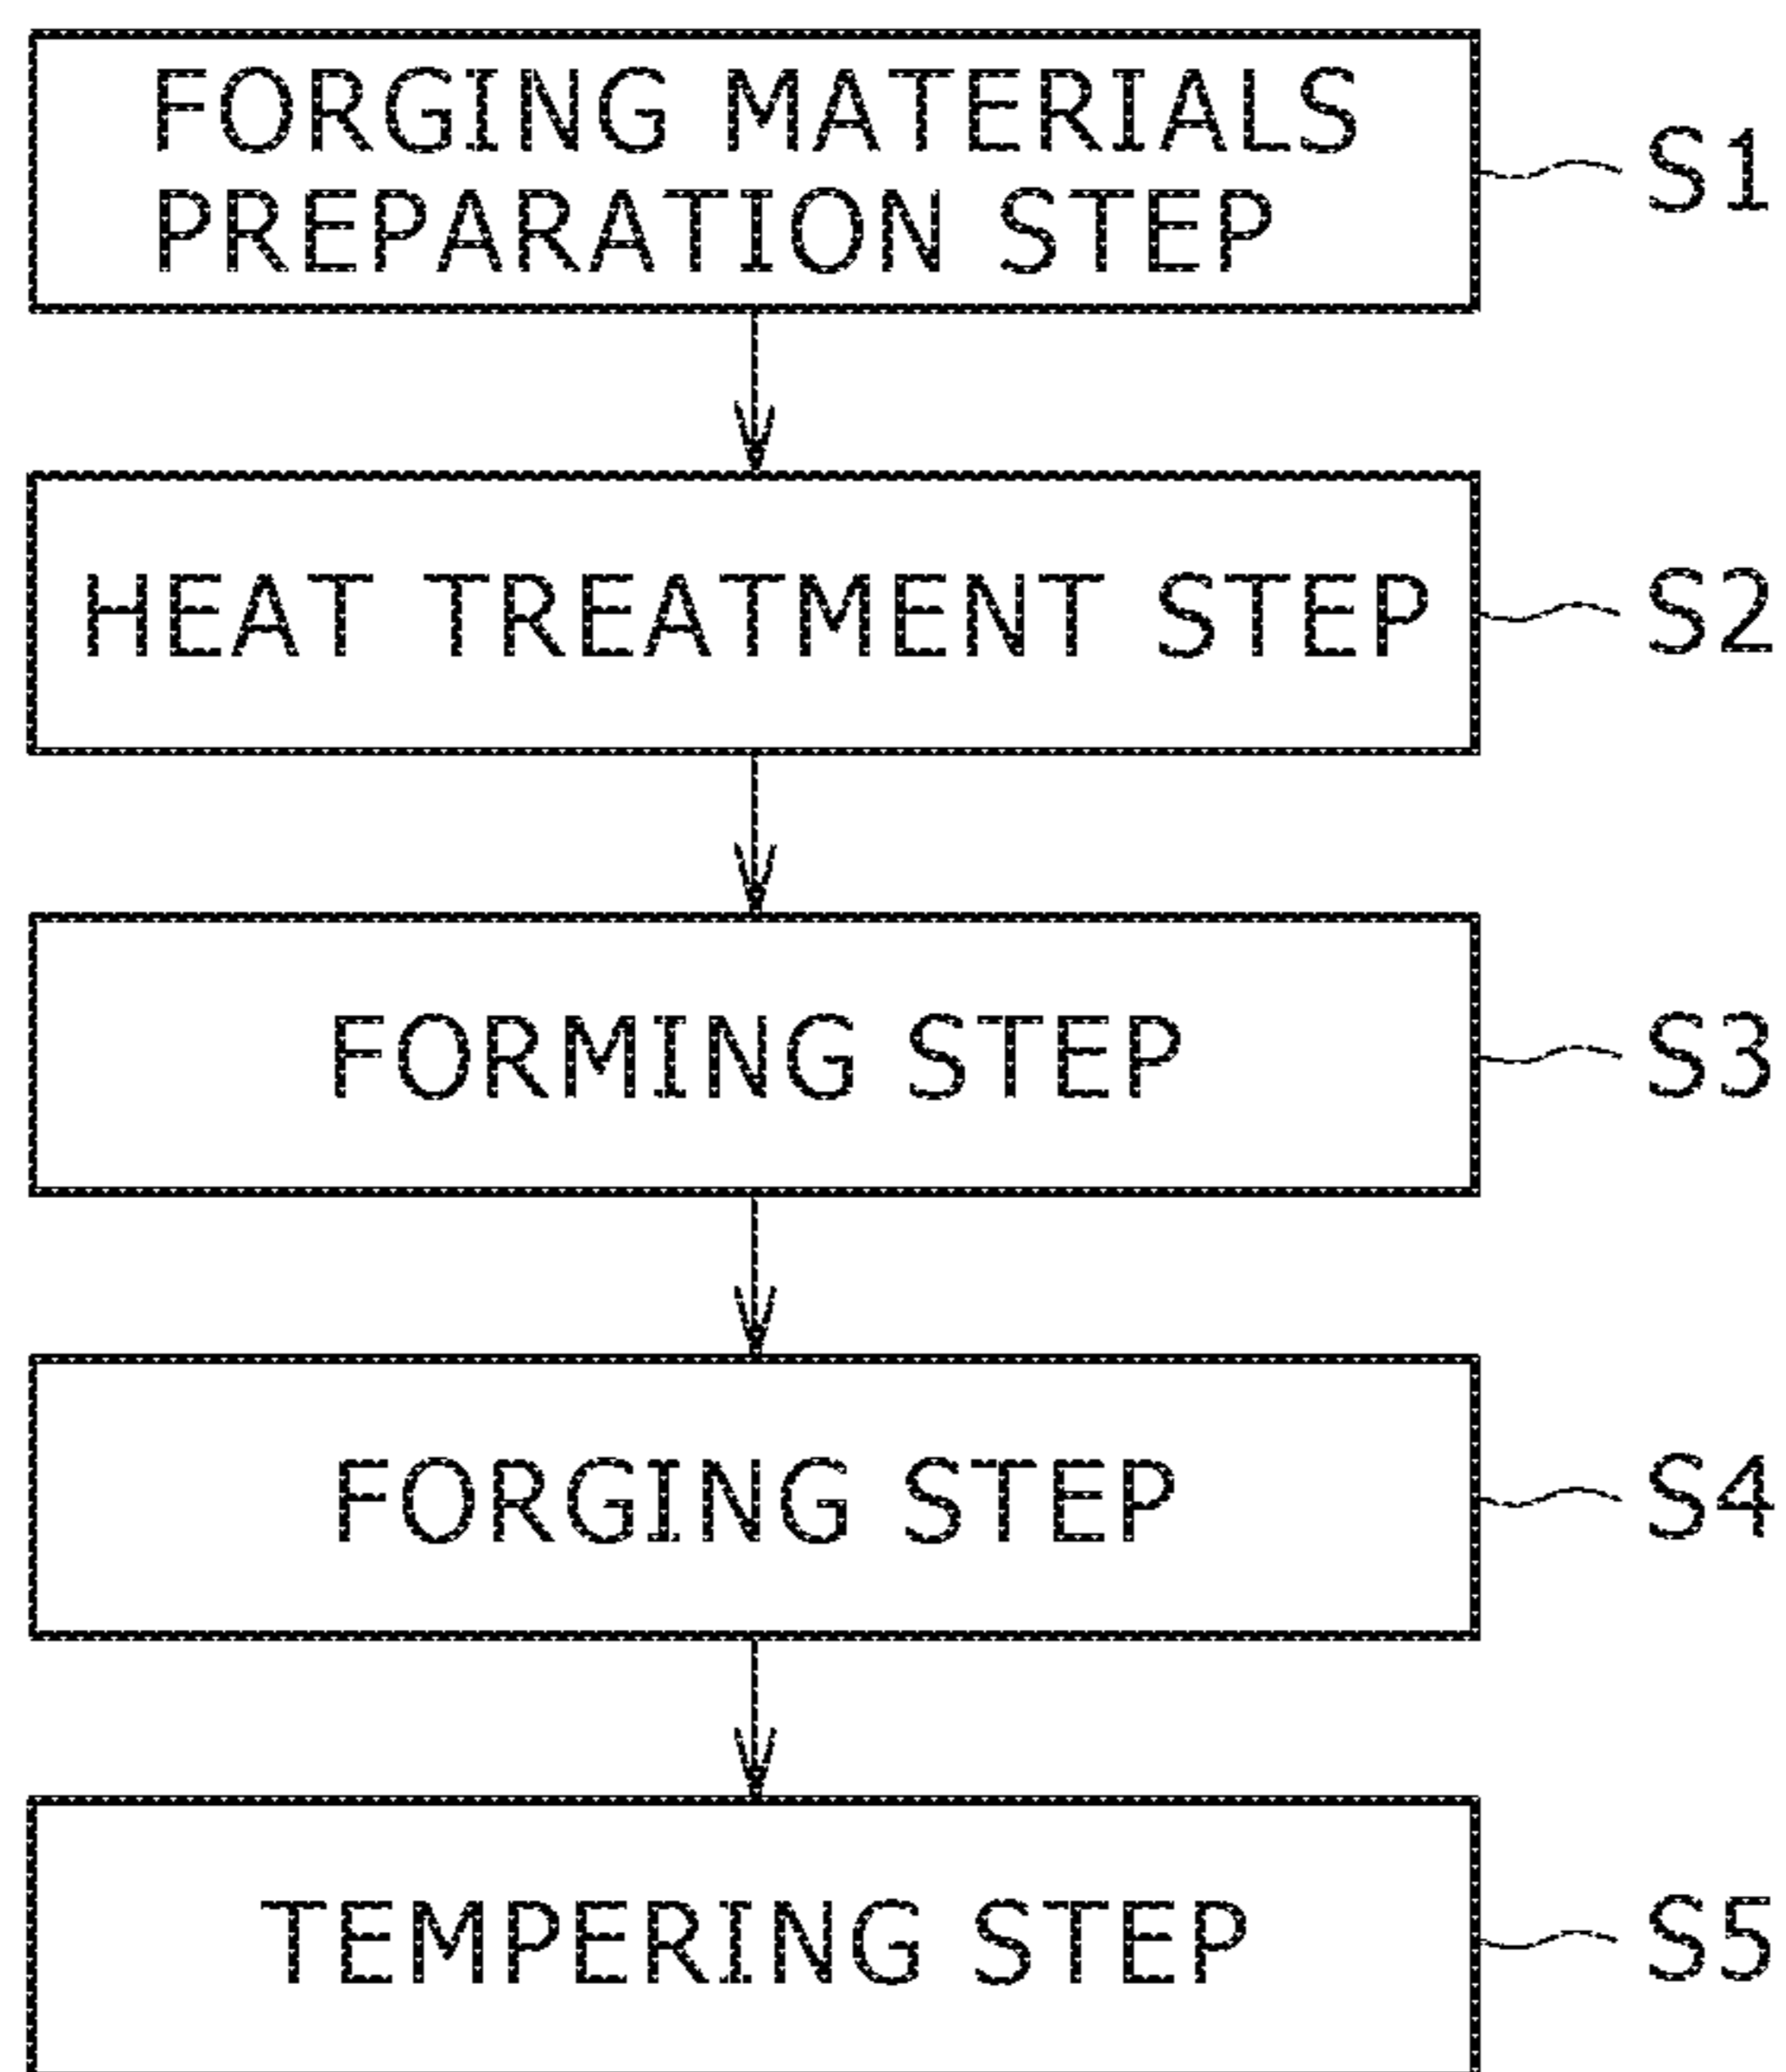 FORGING MATERIALS
PREPARATION STEP
S1
HEAT TREATMENT STEP
S2
FORMING STEP
S3
FORGING STEP
S4
TEMPERING STEP
S5